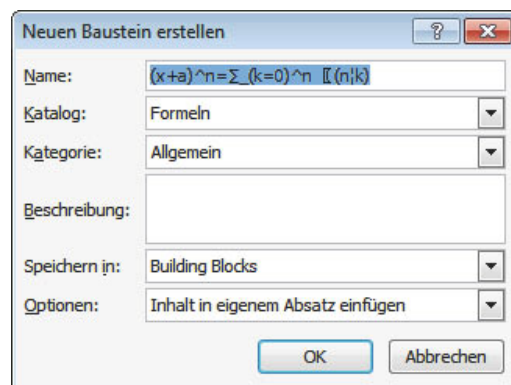 Neuen Baustein erstellen
Name: (x+a)^n=Σ_(k=0)^n 〖(n¦k)
Katalog: Formeln
Kategorie: Allgemein
Beschreibung:
Speichern in: Building Blocks
Optionen: Inhalt in eigenem Absatz einfügen
OK Abbrechen